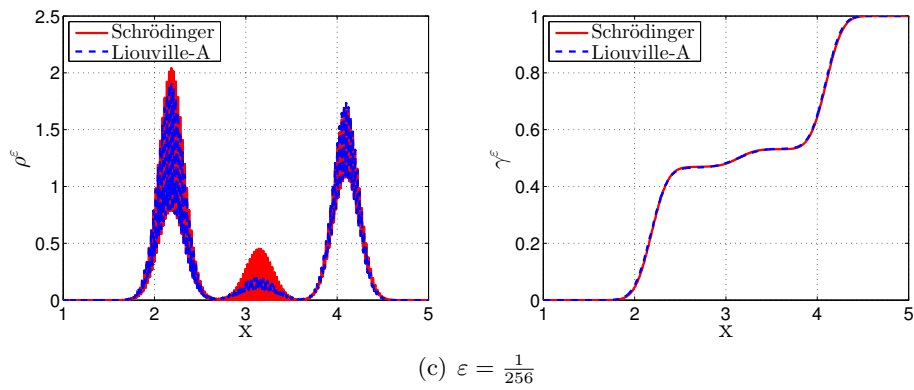 2.5
2
1.5
1
0.5
0
1
2
3
4
5
x
ρ^ε
Schrödinger
Liouville-A
1
0.8
0.6
0.4
0.2
0
1
2
3
4
5
x
γ^ε
Schrödinger
Liouville-A
(c) ε = 1/256